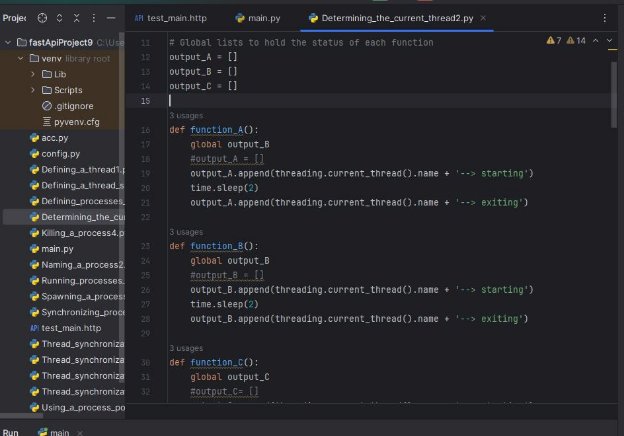 Project
test_main.http
main.py
Determining_the_current_thread2.py
fastApiProject9 C:\Use
venv library root
Lib
Scripts
.gitignore
pyvenv.cfg
acc.py
config.py
Defining_a_thread1.
Defining_a_thread_s
Defining_processes_
Determining_the_cur
Killing_a_process4.p
main.py
Naming_a_process2.
Running_processes_
Spawning_a_process
Synchronizing_proce
API test_main.http
Thread_synchroniza
Thread_synchroniza
Thread_synchroniza
Thread_synchroniza
Using_a_process_po
7 14
11 # Global lists to hold the status of each function
12 output_A = []
13 output_B = []
14 output_C = []
15
3 usages
16 def function_A():
17 global output_B
18 #output_A = []
19 output_A.append(threading.current_thread().name + '--> starting')
20 time.sleep(2)
21 output_A.append(threading.current_thread().name + '--> exiting')
22
3 usages
23 def function_B():
24 global output_B
25 #output_B = []
26 output_B.append(threading.current_thread().name + '--> starting')
27 time.sleep(2)
28 output_B.append(threading.current_thread().name + '--> exiting')
29
3 usages
30 def function_C():
31 global output_C
32 #output_C= []
Run main